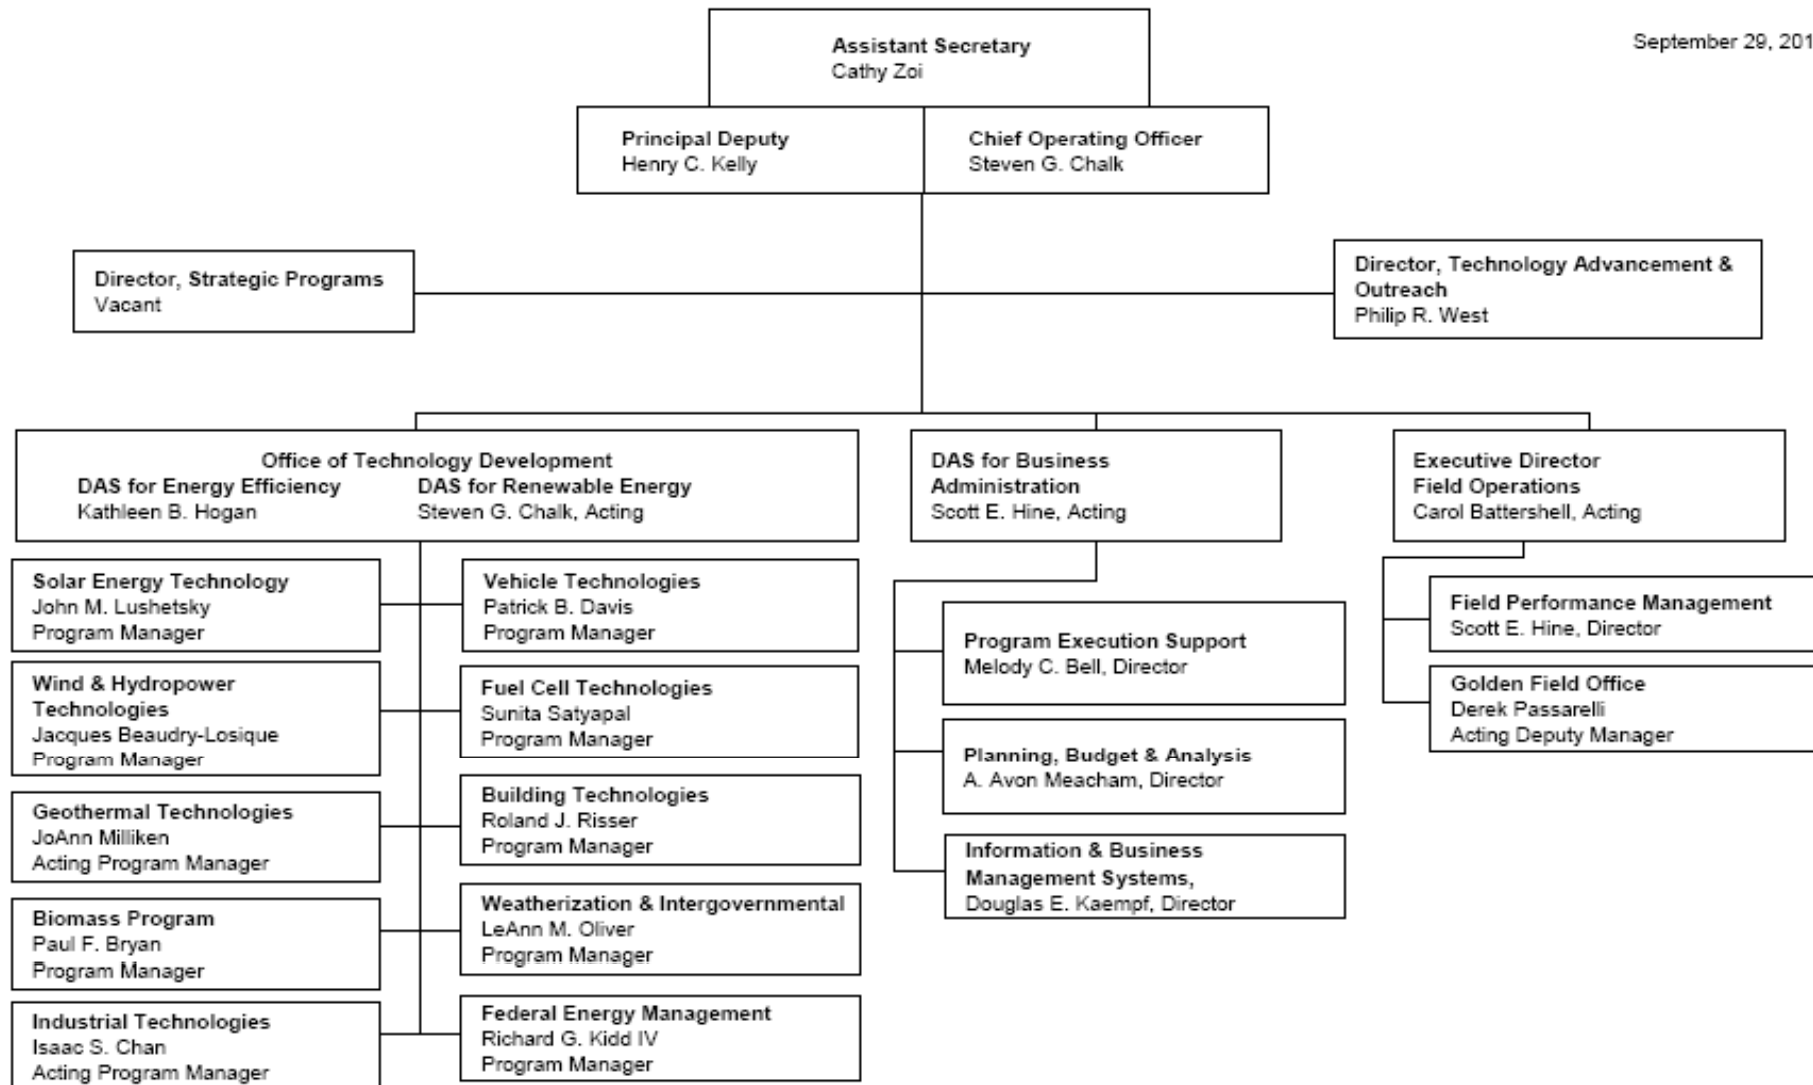 Assistant Secretary
Cathy Zoi
September 29, 201
Principal Deputy
Henry C. Kelly
Chief Operating Officer
Steven G. Chalk
Director, Strategic Programs
Vacant
Director, Technology Advancement &
Outreach
Philip R. West
Office of Technology Development
DAS for Energy Efficiency
Kathleen B. Hogan
DAS for Renewable Energy
Steven G. Chalk, Acting
DAS for Business
Administration
Scott E. Hine, Acting
Executive Director
Field Operations
Carol Battershell, Acting
Solar Energy Technology
John M. Lushetsky
Program Manager
Wind & Hydropower
Technologies
Jacques Beaudry-Losique
Program Manager
Geothermal Technologies
JoAnn Milliken
Acting Program Manager
Biomass Program
Paul F. Bryan
Program Manager
Industrial Technologies
Isaac S. Chan
Acting Program Manager
Vehicle Technologies
Patrick B. Davis
Program Manager
Fuel Cell Technologies
Sunita Satyapal
Program Manager
Building Technologies
Roland J. Risser
Program Manager
Weatherization & Intergovernmental
LeAnn M. Oliver
Program Manager
Federal Energy Management
Richard G. Kidd IV
Program Manager
Program Execution Support
Melody C. Bell, Director
Planning, Budget & Analysis
A. Avon Meacham, Director
Information & Business
Management Systems,
Douglas E. Kaempf, Director
Field Performance Management
Scott E. Hine, Director
Golden Field Office
Derek Passarelli
Acting Deputy Manager